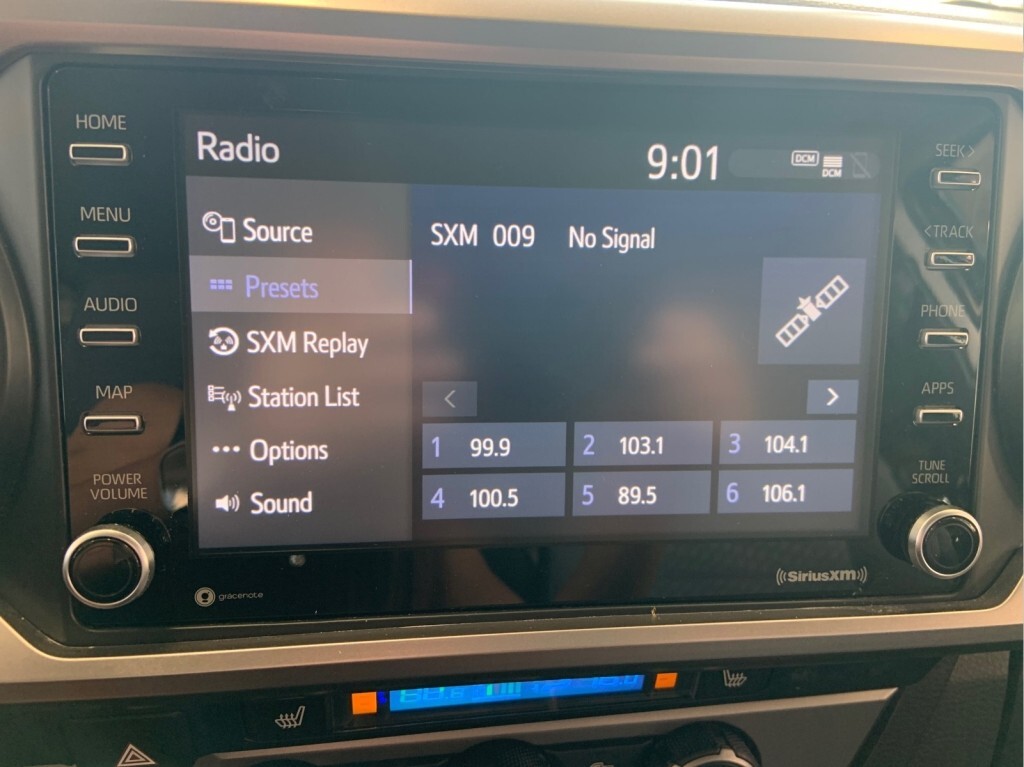 HOME
MENU
AUDIO
MAP
POWER
VOLUME
Radio
9:01
DCM
DCM
Source
Presets
SXM Replay
Station List
Options
Sound
SXM 009 No Signal
<
>
1 99.9 2 103.1 3 104.1
4 100.5 5 89.5 6 106.1
SEEK >
< TRACK
PHONE
APPS
TUNE
SCROLL
gracenote
((SiriusXM))